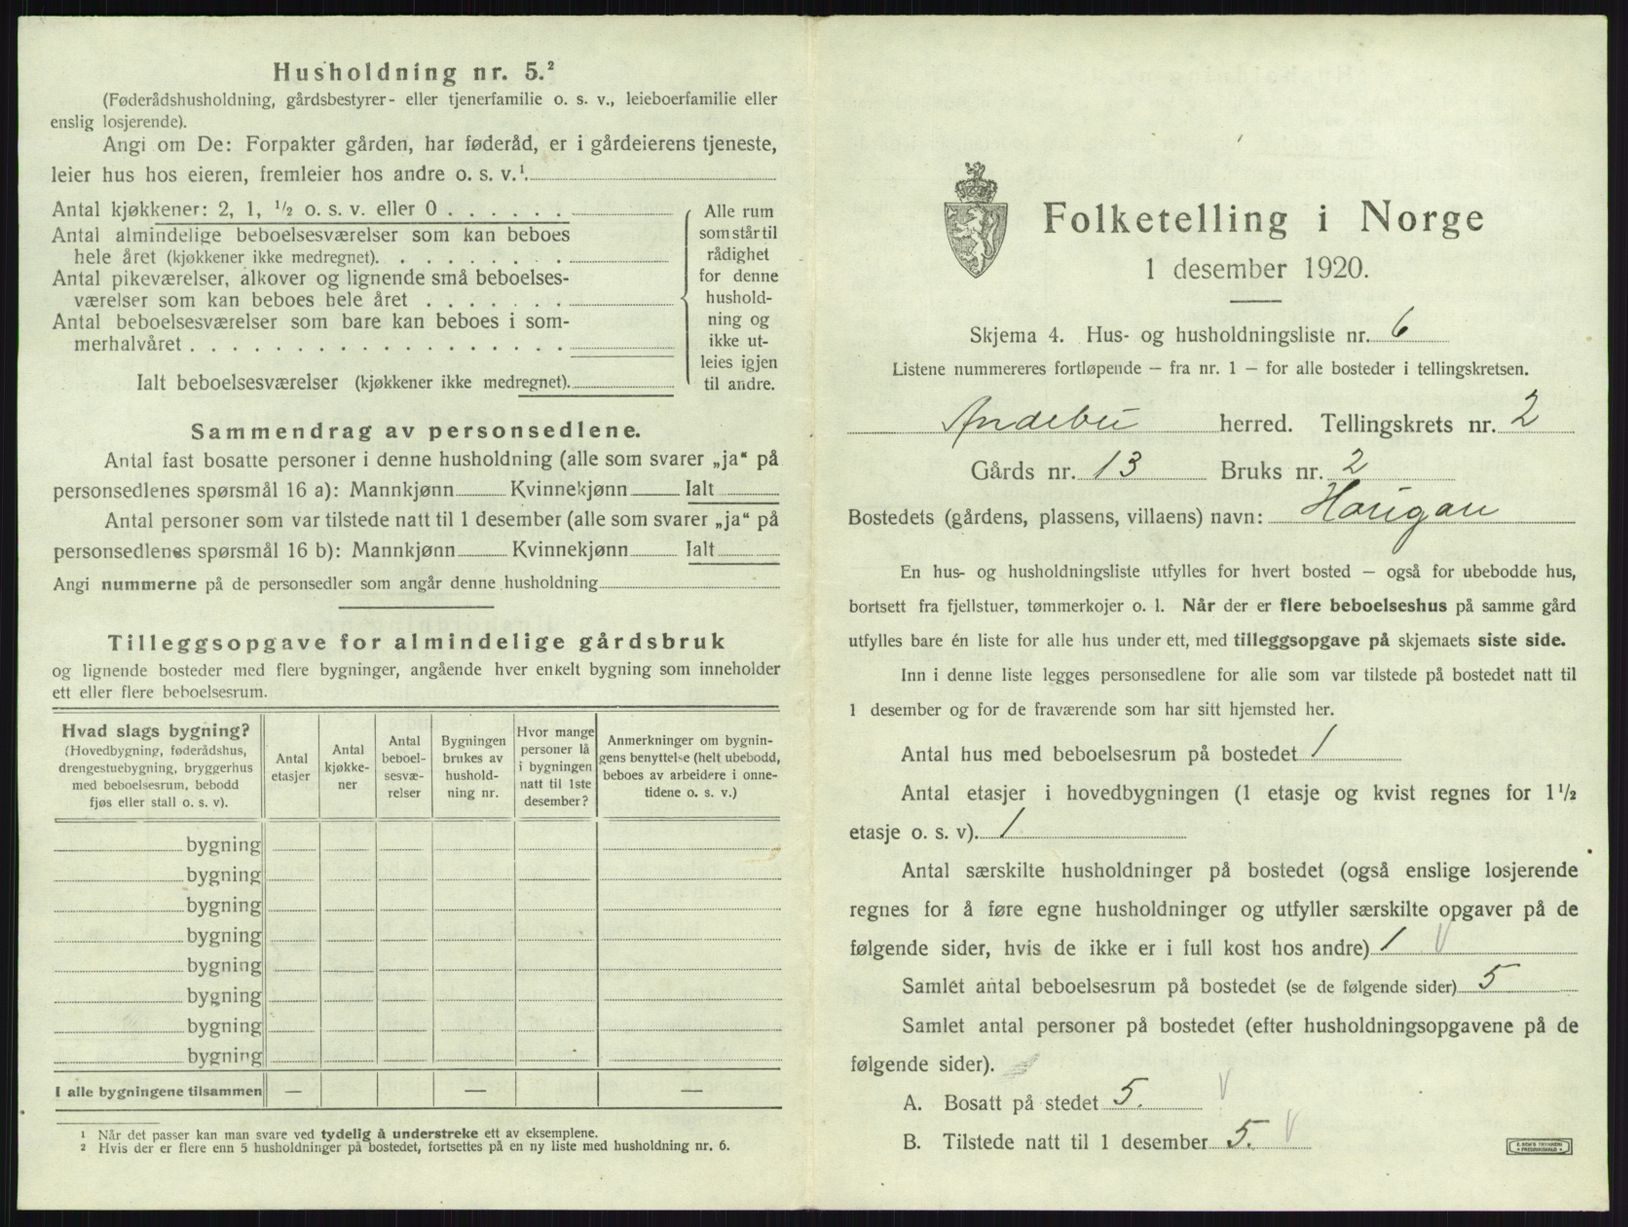 Husholdning nr. 5.²
(Føderådshusholdning, gårdsbestyrer- eller tjenerfamilie o. s. v., leieboerfamilie eller
enslig losjerende).
Angi om De: Forpakter gården, har føderåd, er i gårdeierens tjeneste,
leier hus hos eieren, fremleier hos andre o. s. v.¹
Antal kjøkkener: 2, 1, ½ o. s. v. eller 0
Antal almindelige beboelsesværelser som kan beboes
hele året (kjøkkener ikke medregnet)
Antal pikeværelser, alkover og lignende små beboelses-
værelser som kan beboes hele året
Antal beboelsesværelser som bare kan beboes i som-
merhalvåret
Ialt beboelsesværelser (kjøkkener ikke medregnet)
Alle rum
som står til
rådighet
for denne
hushold-
ning og
ikke ut-
leies igjen
til andre.
Sammendrag av personsedlene.
Antal fast bosatte personer i denne husholdning (alle som svarer „ja“ på
personsedlenes spørsmål 16 a): Mannkjønn Kvinnekjønn Ialt
Antal personer som var tilstede natt til 1 desember (alle som svarer „ja“ på
personsedlenes spørsmål 16 b): Mannkjønn Kvinnekjønn Ialt
Angi nummerne på de personsedler som angår denne husholdning
Tilleggsopgave for almindelige gårdsbruk
og lignende bosteder med flere bygninger, angående hver enkelt bygning som inneholder
ett eller flere beboelsesrum.
Hvad slags bygning?
(Hovedbygning, føderådshus,
drengestuebygning, bryggerhus
med beboelsesrum, bebodd
fjøs eller stall o. s. v).
Antal
etasjer
Antal
kjøkke-
ner
Antal
beboel-
sesvæ-
relser
Bygningen
brukes av
hushold-
ning nr.
Hvor mange
personer lå
i bygningen
natt til 1ste
desember?
Anmerkninger om bygnin-
gens benyttelse (helt ubebodd,
beboes av arbeidere i onne-
tidene o. s. v.)
bygning
bygning
bygning
bygning
bygning
bygning
bygning
bygning
I alle bygningene tilsammen — — —
1 Når det passer kan man svare ved tydelig å understreke ett av eksemplene.
2 Hvis der er flere enn 5 husholdninger på bostedet, fortsettes på en ny liste med husholdning nr. 6.
Folketelling i Norge
1 desember 1920.
Skjema 4. Hus- og husholdningsliste nr. 6
Listene nummereres fortløpende — fra nr. 1 — for alle bosteder i tellingskretsen.
Andebu herred. Tellingskrets nr. 2
Gårds nr. 13 Bruks nr. 2
Bostedets (gårdens, plassens, villaens) navn: Haugan
En hus- og husholdningsliste utfylles for hvert bosted — også for ubebodde hus,
bortsett fra fjellstuer, tømmerkojer o. l. Når der er flere beboelseshus på samme gård
utfylles bare én liste for alle hus under ett, med tilleggsopgave på skjemaets siste side.
Inn i denne liste legges personsedlene for alle som var tilstede på bostedet natt til
1 desember og for de fraværende som har sitt hjemsted her.
Antal hus med beboelsesrum på bostedet 1
Antal etasjer i hovedbygningen (1 etasje og kvist regnes for 1½
etasje o. s. v). 1
Antal særskilte husholdninger på bostedet (også enslige losjerende
regnes for å føre egne husholdninger og utfyller særskilte opgaver på de
følgende sider, hvis de ikke er i full kost hos andre) 1 V
Samlet antal beboelsesrum på bostedet (se de følgende sider) 5
Samlet antal personer på bostedet (efter husholdningsopgavene på de
følgende sider).
A. Bosatt på stedet 5. V
B. Tilstede natt til 1 desember 5. V